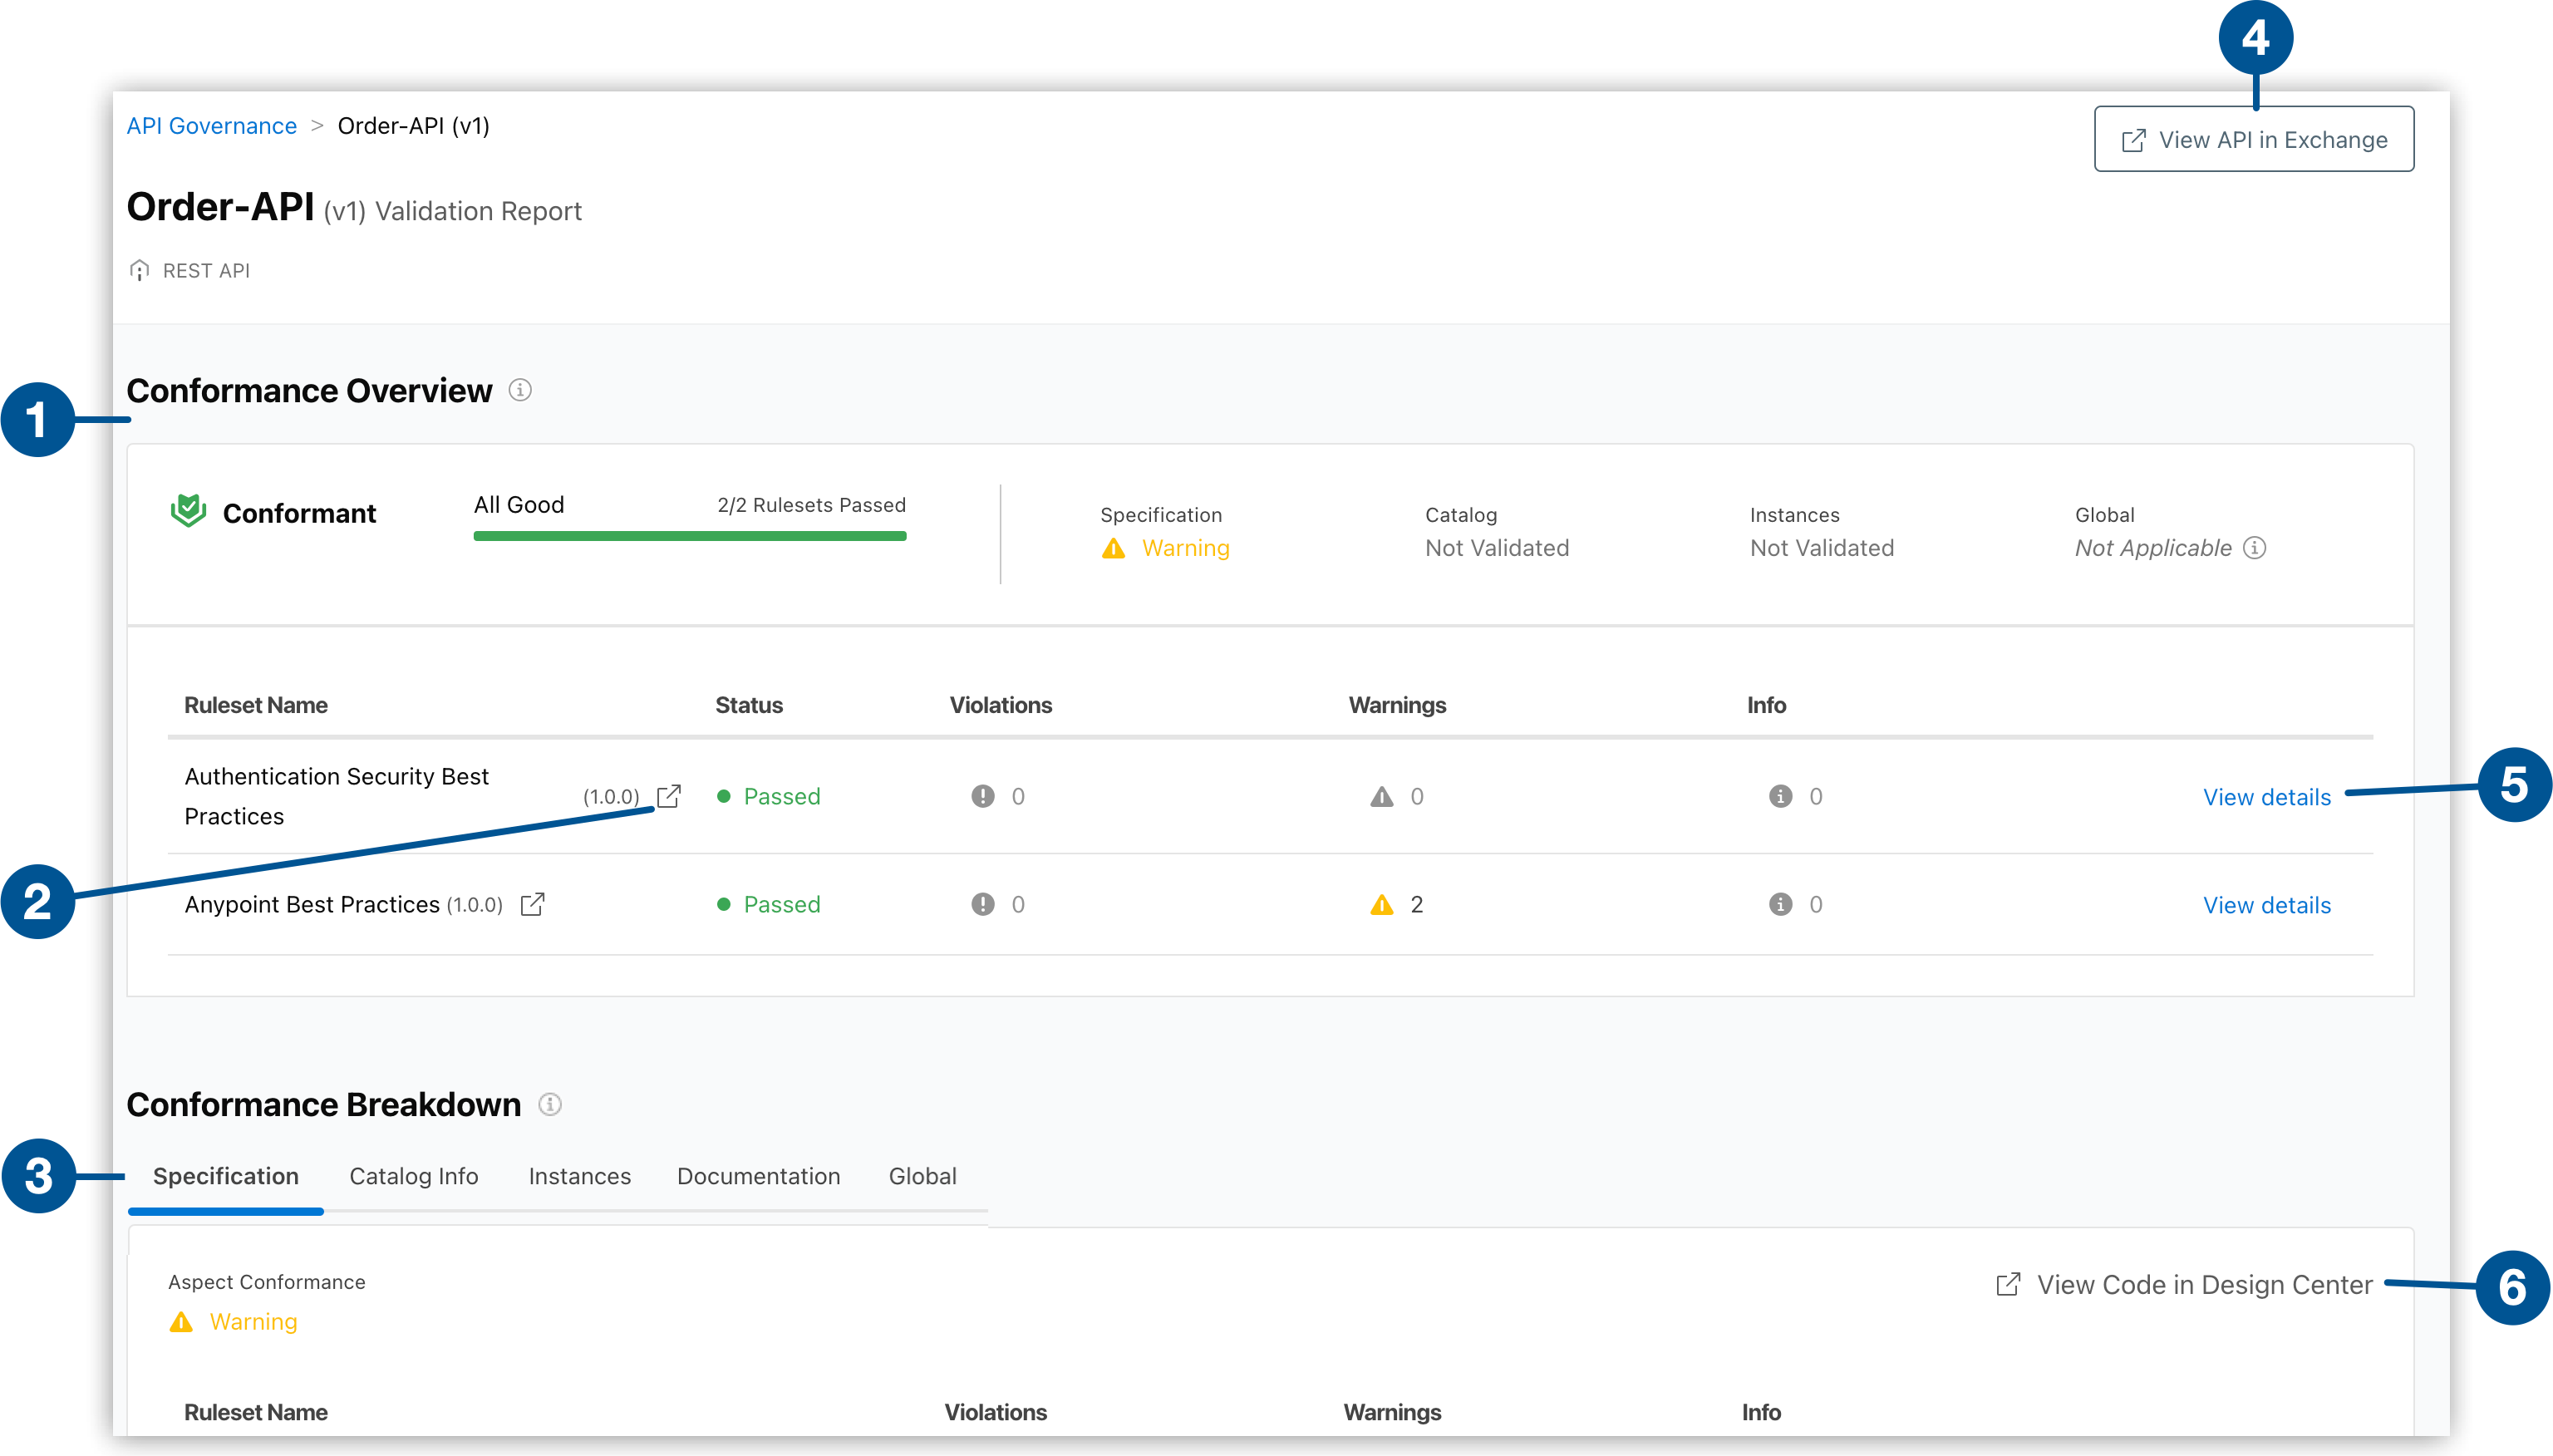 4
API Governance > Order-API (v1)
View API in Exchange
Order-API (v1) Validation Report
REST API
Conformance Overview
1
Conformant
All Good 2/2 Rulesets Passed
Specification Catalog Instances Global
Warning Not Validated Not Validated Not Applicable
Ruleset Name Status Violations Warnings Info
Authentication Security Best
Practices
(1.0.0) Passed 0 0 0 View details
5
2
Anypoint Best Practices (1.0.0) Passed 0 2 0 View details
Conformance Breakdown
3
Specification Catalog Info Instances Documentation Global
Aspect Conformance
Warning
View Code in Design Center
6
Ruleset Name Violations Warnings Info